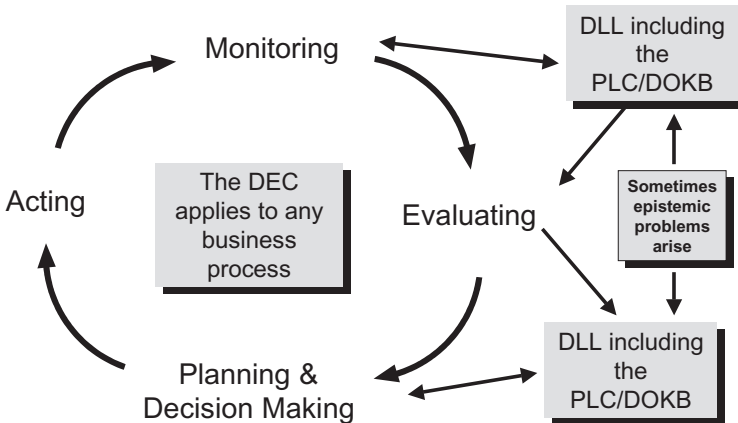 Monitoring
DLL including
the
PLC/DOKB
Acting
The DEC
applies to any
business
process
Evaluating
Sometimes
epistemic
problems
arise
Planning &
Decision Making
DLL including
the
PLC/DOKB